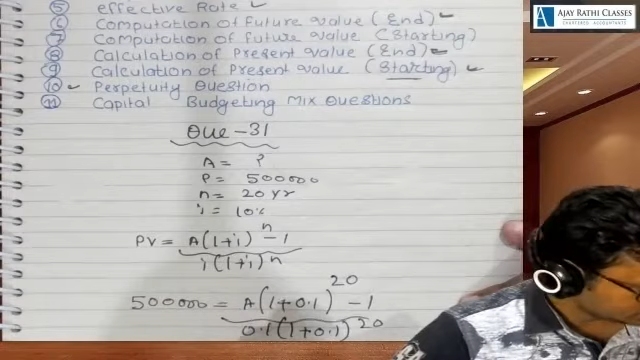 ⑤ effective Rate ✓
⑥ Computation of Future value (End) ✓
⑦ Computation of future value (Starting)
⑧ Calculation of Present value (End) ✓
⑨ Calculation of Present value (Starting) ✓
⑩ ✓ Perpetuity Question
⑪ Capital Budgeting Mix Questions
Que - 31
A = ?
P = 500000
n = 20 yr
i = 10%
PV = A(1+i)^n - 1
i(1+i)^n
500000 = A(1+0.1)^20 - 1
0.1(1+0.1)^20
AJAY RATHI CLASSES
CHARTERED ACCOUNTANTS